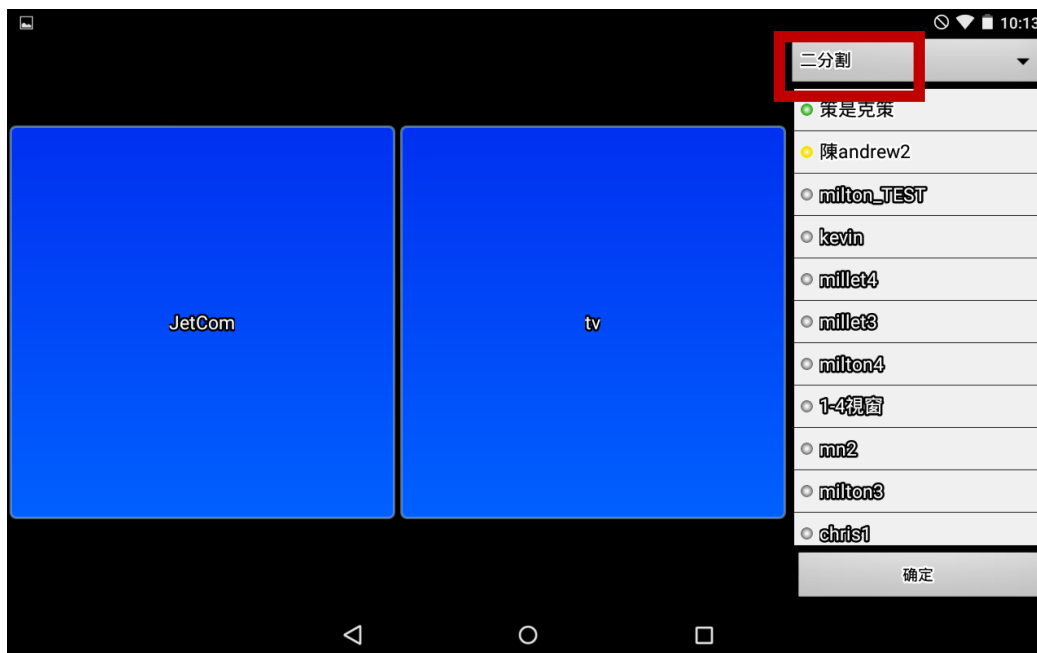 10:13
二分割
策是克策
陳andrew2
milton_TEST
kevin
millet4
JetCom
tv
millet3
milton4
1-4視窗
mn2
milton3
chris1
确定